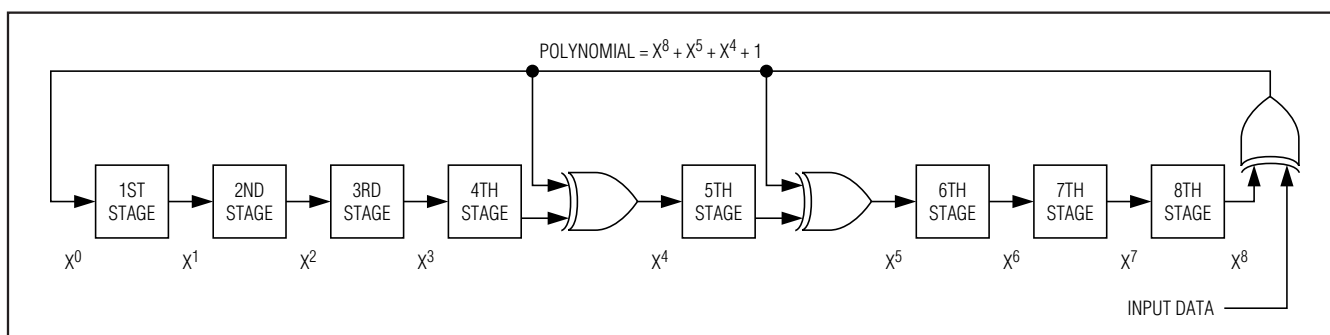 POLYNOMIAL = X⁸ + X⁵ + X⁴ + 1
1ST
STAGE
2ND
STAGE
3RD
STAGE
4TH
STAGE
5TH
STAGE
6TH
STAGE
7TH
STAGE
8TH
STAGE
X⁰
X¹
X²
X³
X⁴
X⁵
X⁶
X⁷
X⁸
INPUT DATA